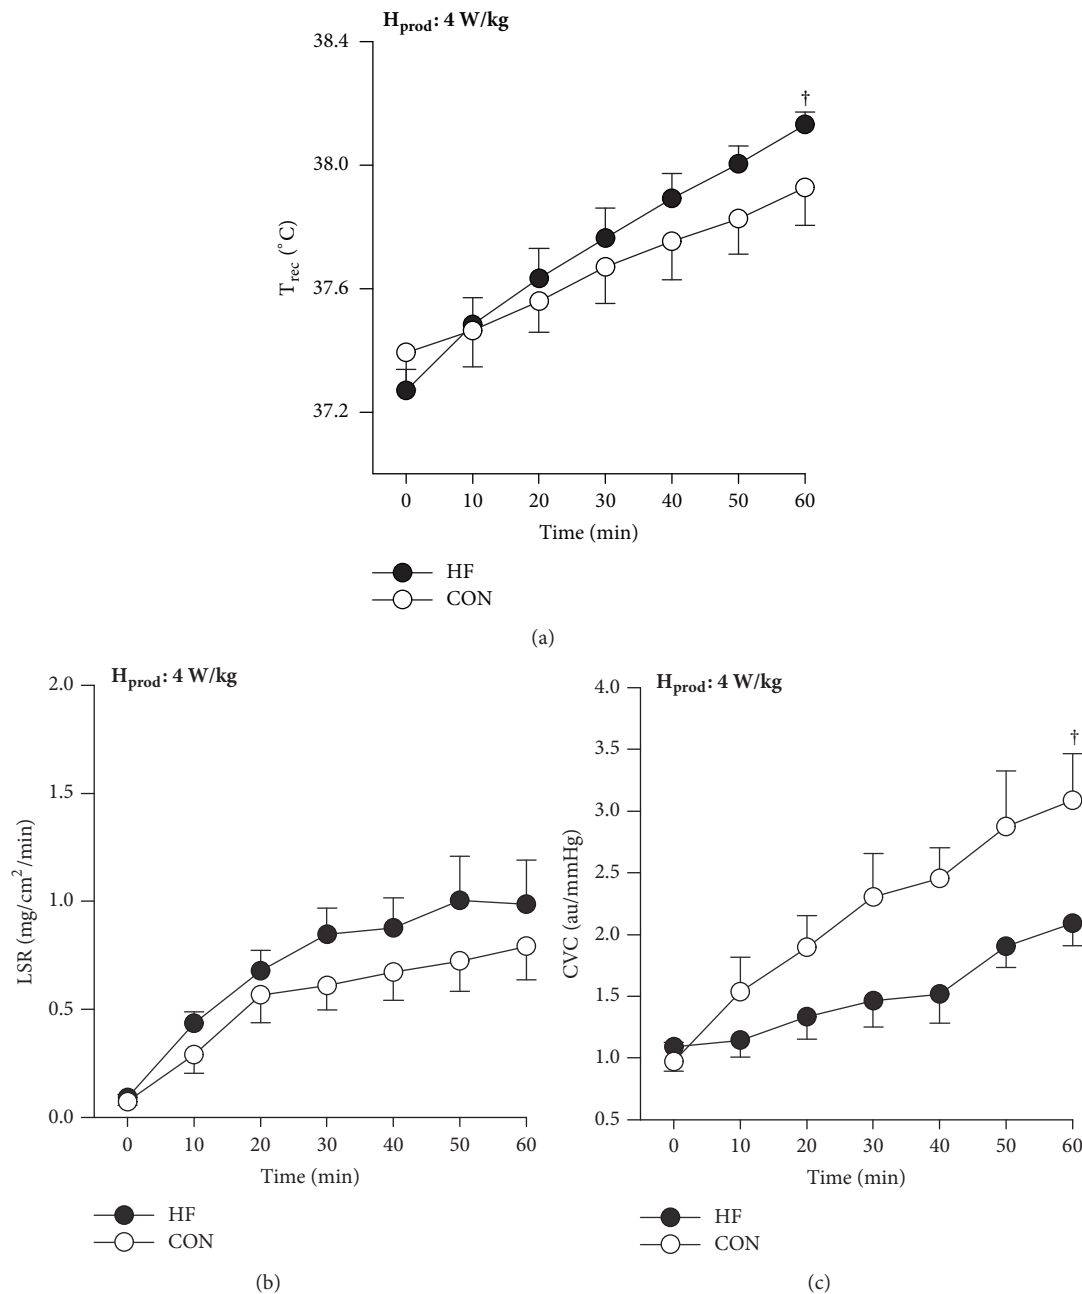 H_prod: 4 W/kg
38.4
38.0
37.6
37.2
T_rec (°C)
†
0 10 20 30 40 50 60
Time (min)
HF
CON
(a)
H_prod: 4 W/kg
2.0
1.5
1.0
0.5
0.0
LSR (mg/cm²/min)
0 10 20 30 40 50 60
Time (min)
HF
CON
(b)
H_prod: 4 W/kg
4.0
3.5
3.0
2.5
2.0
1.5
1.0
0.5
CVC (au/mmHg)
†
0 10 20 30 40 50 60
Time (min)
HF
CON
(c)